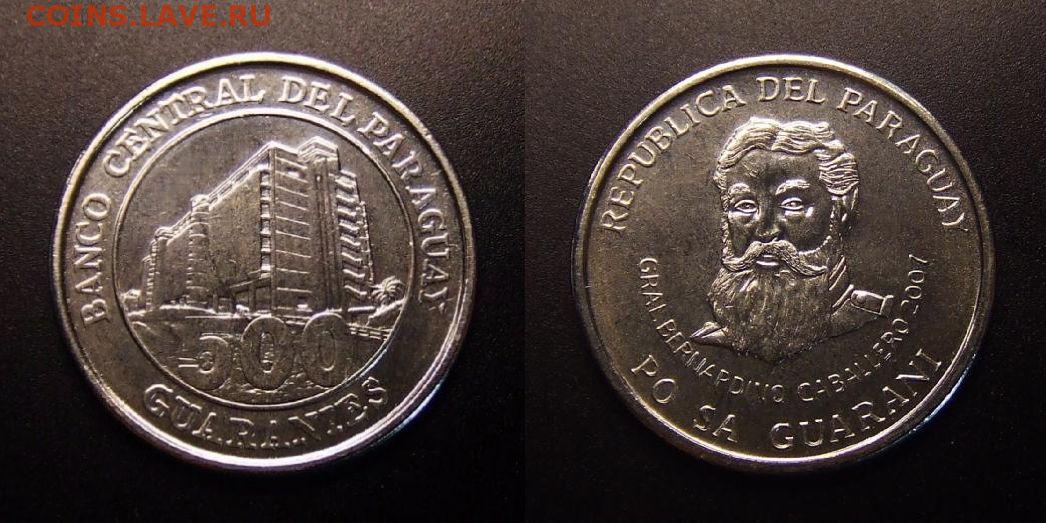 COINS.LAVE.RU
BANCO CENTRAL DEL PARAGUAY
500
GUARANIES
REPUBLICA DEL PARAGUAY
GRAL. BERNARDINO CABALLERO 2007
PO SA GUARANI